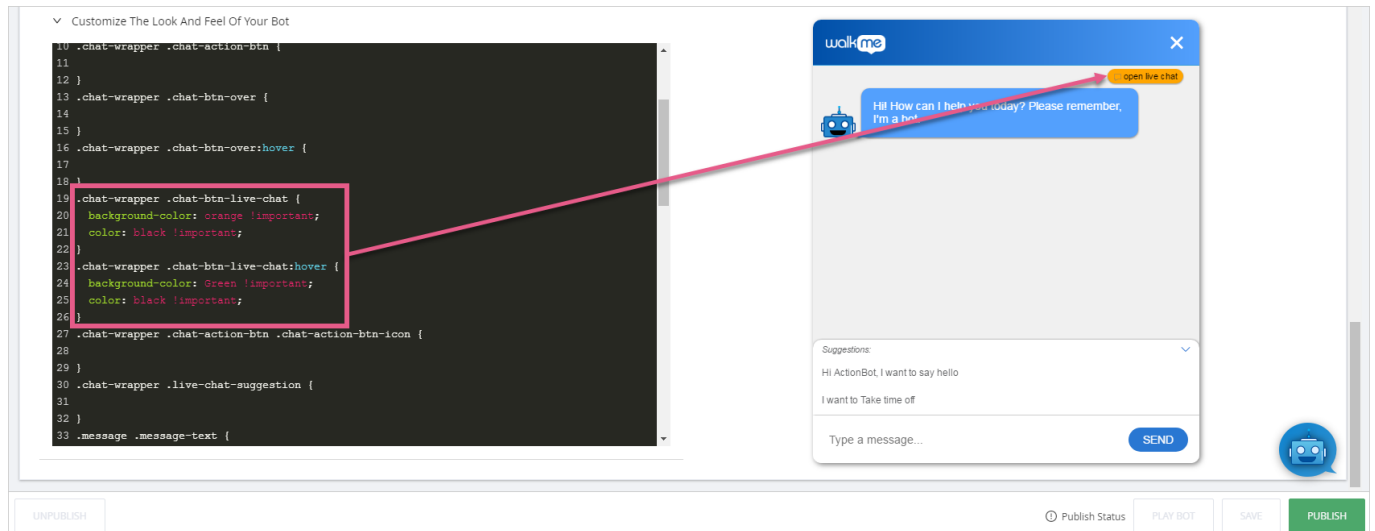 Customize The Look And Feel Of Your Bot
10 .chat-wrapper .chat-action-btn {
11
12 }
13 .chat-wrapper .chat-btn-over {
14
15 }
16 .chat-wrapper .chat-btn-over:hover {
17
18 }
19 .chat-wrapper .chat-btn-live-chat {
20 background-color: orange !important;
21 color: black !important;
22 }
23 .chat-wrapper .chat-btn-live-chat:hover {
24 background-color: Green !important;
25 color: black !important;
26 }
27 .chat-wrapper .chat-action-btn .chat-action-btn-icon {
28
29 }
30 .chat-wrapper .live-chat-suggestion {
31
32 }
33 .message .message-text {
walkme
open live chat
Hi! How can I help you today? Please remember,
I'm a bot
Suggestions:
Hi ActionBot, I want to say hello
I want to Take time off
Type a message...
SEND
UNPUBLISH
Publish Status
PLAY BOT
SAVE
PUBLISH